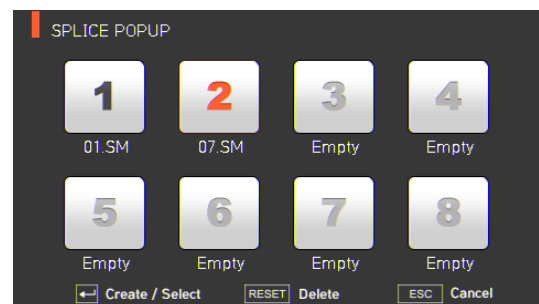 SPLICE POPUP
1 2 3 4
01.SM 07.SM Empty Empty
5 6 7 8
Empty Empty Empty Empty
Create / Select RESET Delete ESC Cancel